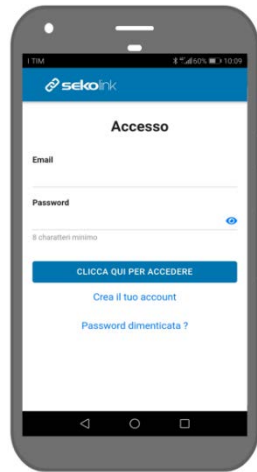 I TIM 60% 10:09
sekolink
Accesso
Email
Password
8 charatteri minimo
CLICCA QUI PER ACCEDERE
Crea il tuo account
Password dimenticata ?